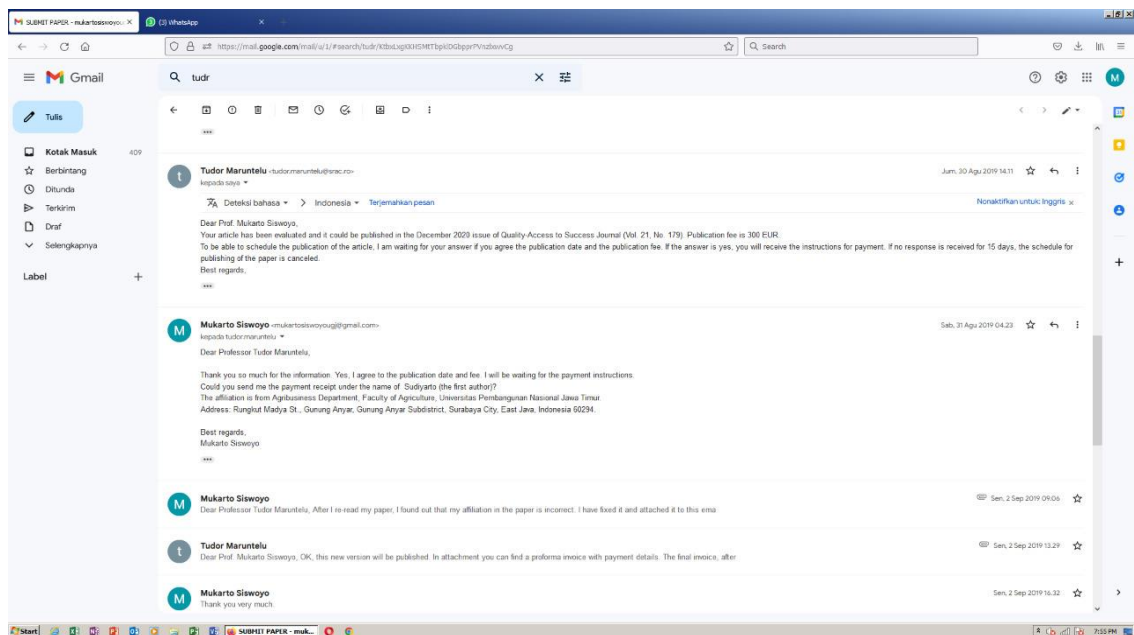 SUBMIT PAPER - mukartosiswoyou
(3) WhatsApp
https://mail.google.com/mail/u/1/#search/tudr/
Search
Gmail
tudr
Tulis
Kotak Masuk 409
Berbintang
Ditunda
Terkirim
Draf
Selengkapnya
Label
Tudor Maruntelu <tudor.maruntelu@srac.ro>
Jum, 30 Agu 2019 14.11
kepada saya
Deteksi bahasa > Indonesia Terjemahkan pesan
Nonaktifkan untuk: Inggris x
Dear Prof. Mukarto Siswoyo,
Your article has been evaluated and it could be published in the December 2020 issue of Quality-Access to Success Journal (Vol. 21, No. 179). Publication fee is 300 EUR.
To be able to schedule the publication of the article, I am waiting for your answer if you agree the publication date and the publication fee. If the answer is yes, you will receive the instructions for payment. If no response is received for 15 days, the schedule for
publishing of the paper is canceled.
Best regards,
M
Mukarto Siswoyo <mukartosiswoyougj@gmail.com>
Sab, 31 Agu 2019 04.23
kepada tudor.maruntelu
Dear Professor Tudor Maruntelu,
Thank you so much for the information. Yes, I agree to the publication date and fee. I will be waiting for the payment instructions.
Could you send me the payment receipt under the name of Sudiyarto (the first author)?
The affiliation is from Agribusiness Department, Faculty of Agriculture, Universitas Pembangunan Nasional Jawa Timur.
Address: Rungkut Madya St., Gunung Anyar, Gunung Anyar Subdistrict, Surabaya City, East Java, Indonesia 60294.
Best regards,
Mukarto Siswoyo
M
Mukarto Siswoyo
Sen, 2 Sep 2019 09.06
Dear Professor Tudor Maruntelu, After I re-read my paper, I found out that my affiliation in the paper is incorrect. I have fixed it and attached it to this ema
t
Tudor Maruntelu
Sen, 2 Sep 2019 13.29
Dear Prof. Mukarto Siswoyo, OK, this new version will be published. In attachment you can find a proforma invoice with payment details. The final invoice, after
M
Mukarto Siswoyo
Sen, 2 Sep 2019 16.32
Thank you very much.
Start
SUBMIT PAPER - muk...
7:55 PM